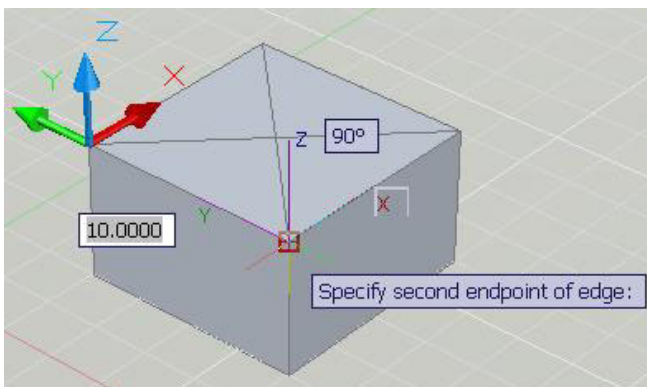 Z
Y
X
Z
90°
Y
X
10.0000
Specify second endpoint of edge: